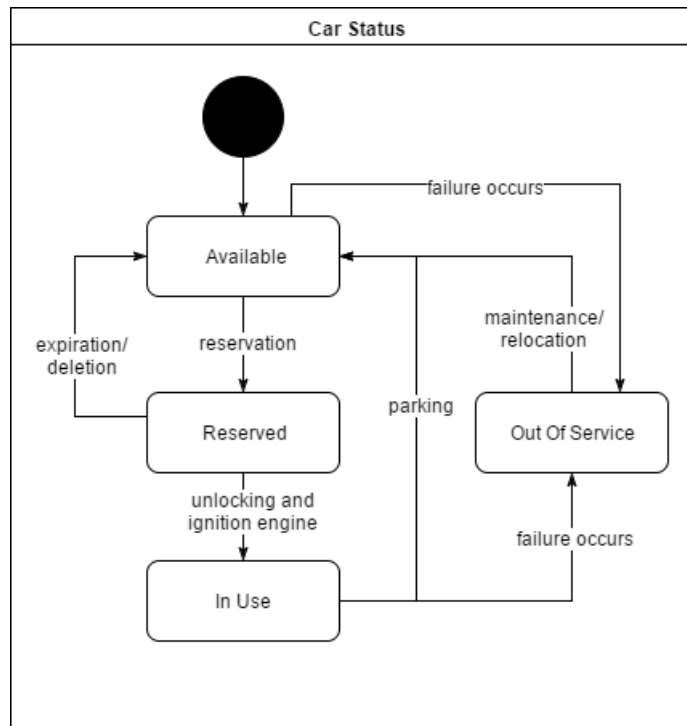 Car Status
failure occurs
Available
expiration/
deletion
reservation
maintenance/
relocation
parking
Reserved
Out Of Service
unlocking and
ignition engine
failure occurs
In Use